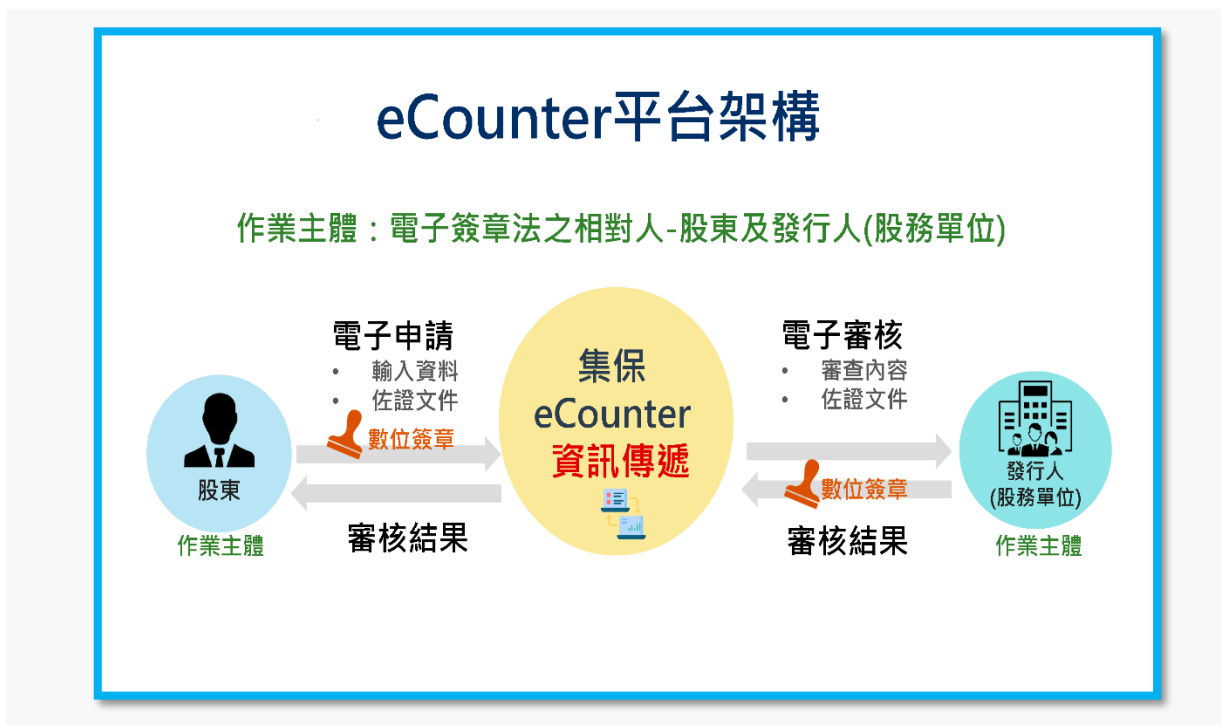 eCounter平台架構
作業主體：電子簽章法之相對人-股東及發行人(股務單位)
電子申請
• 輸入資料
• 佐證文件
數位簽章
股東
作業主體
審核結果
集保
eCounter
資訊傳遞
電子審核
• 審查內容
• 佐證文件
數位簽章
審核結果
發行人
(股務單位)
作業主體